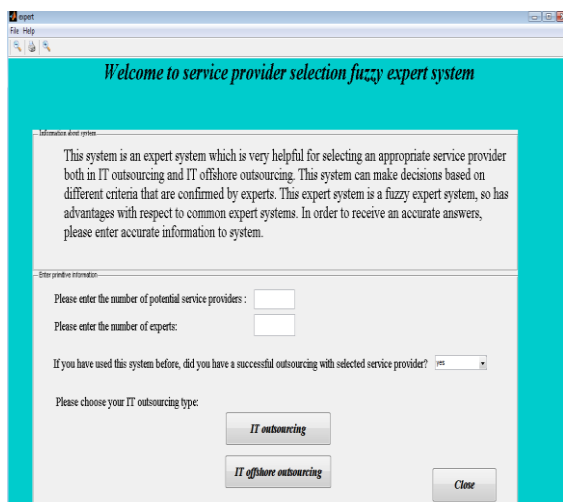 expert
File Help
Welcome to service provider selection fuzzy expert system
Information about system
This system is an expert system which is very helpful for selecting an appropriate service provider
both in IT outsourcing and IT offshore outsourcing. This system can make decisions based on
different criteria that are confirmed by experts. This expert system is a fuzzy expert system, so has
advantages with respect to common expert systems. In order to receive an accurate answers,
please enter accurate information to system.
Enter primitive information
Please enter the number of potential service providers :
Please enter the number of experts:
If you have used this system before, did you have a successful outsourcing with selected service provider? yes
Please choose your IT outsourcing type:
IT outsourcing
IT offshore outsourcing
Close